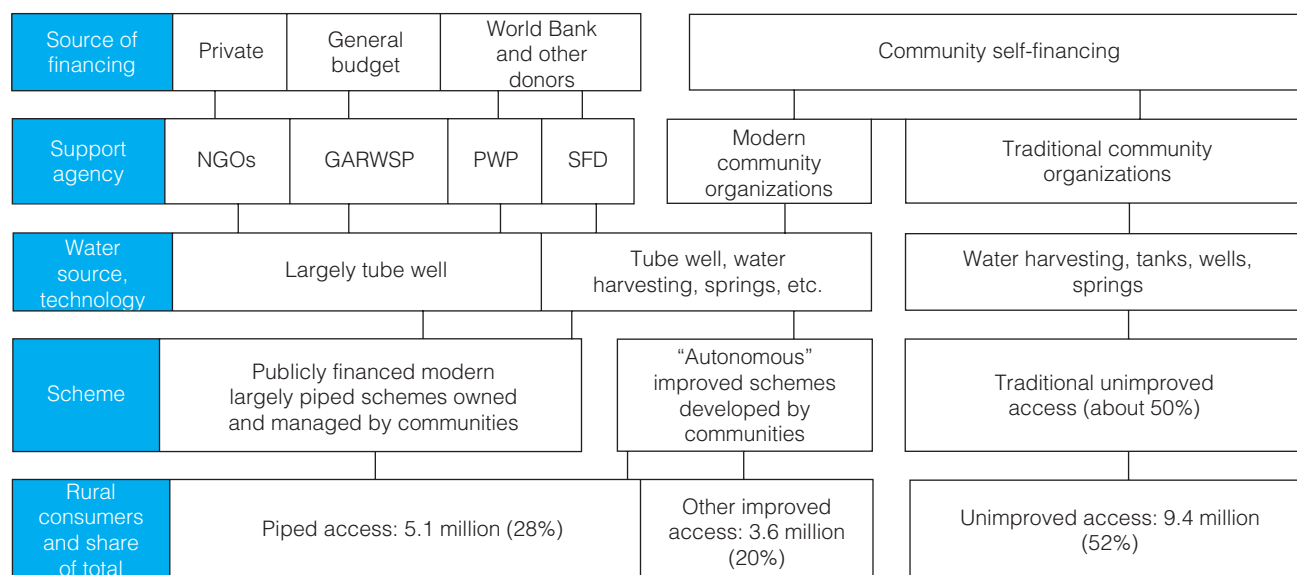 Source of
financing
Private
General
budget
World Bank
and other
donors
Community self-financing
Support
agency
NGOs
GARWSP
PWP
SFD
Modern
community
organizations
Traditional community
organizations
Water
source,
technology
Largely tube well
Tube well, water
harvesting, springs, etc.
Water harvesting, tanks, wells,
springs
Scheme
Publicly financed modern
largely piped schemes owned
and managed by communities
“Autonomous”
improved schemes
developed by
communities
Traditional unimproved
access (about 50%)
Rural
consumers
and share
of total
Piped access: 5.1 million (28%)
Other improved
access: 3.6 million
(20%)
Unimproved access: 9.4 million
(52%)